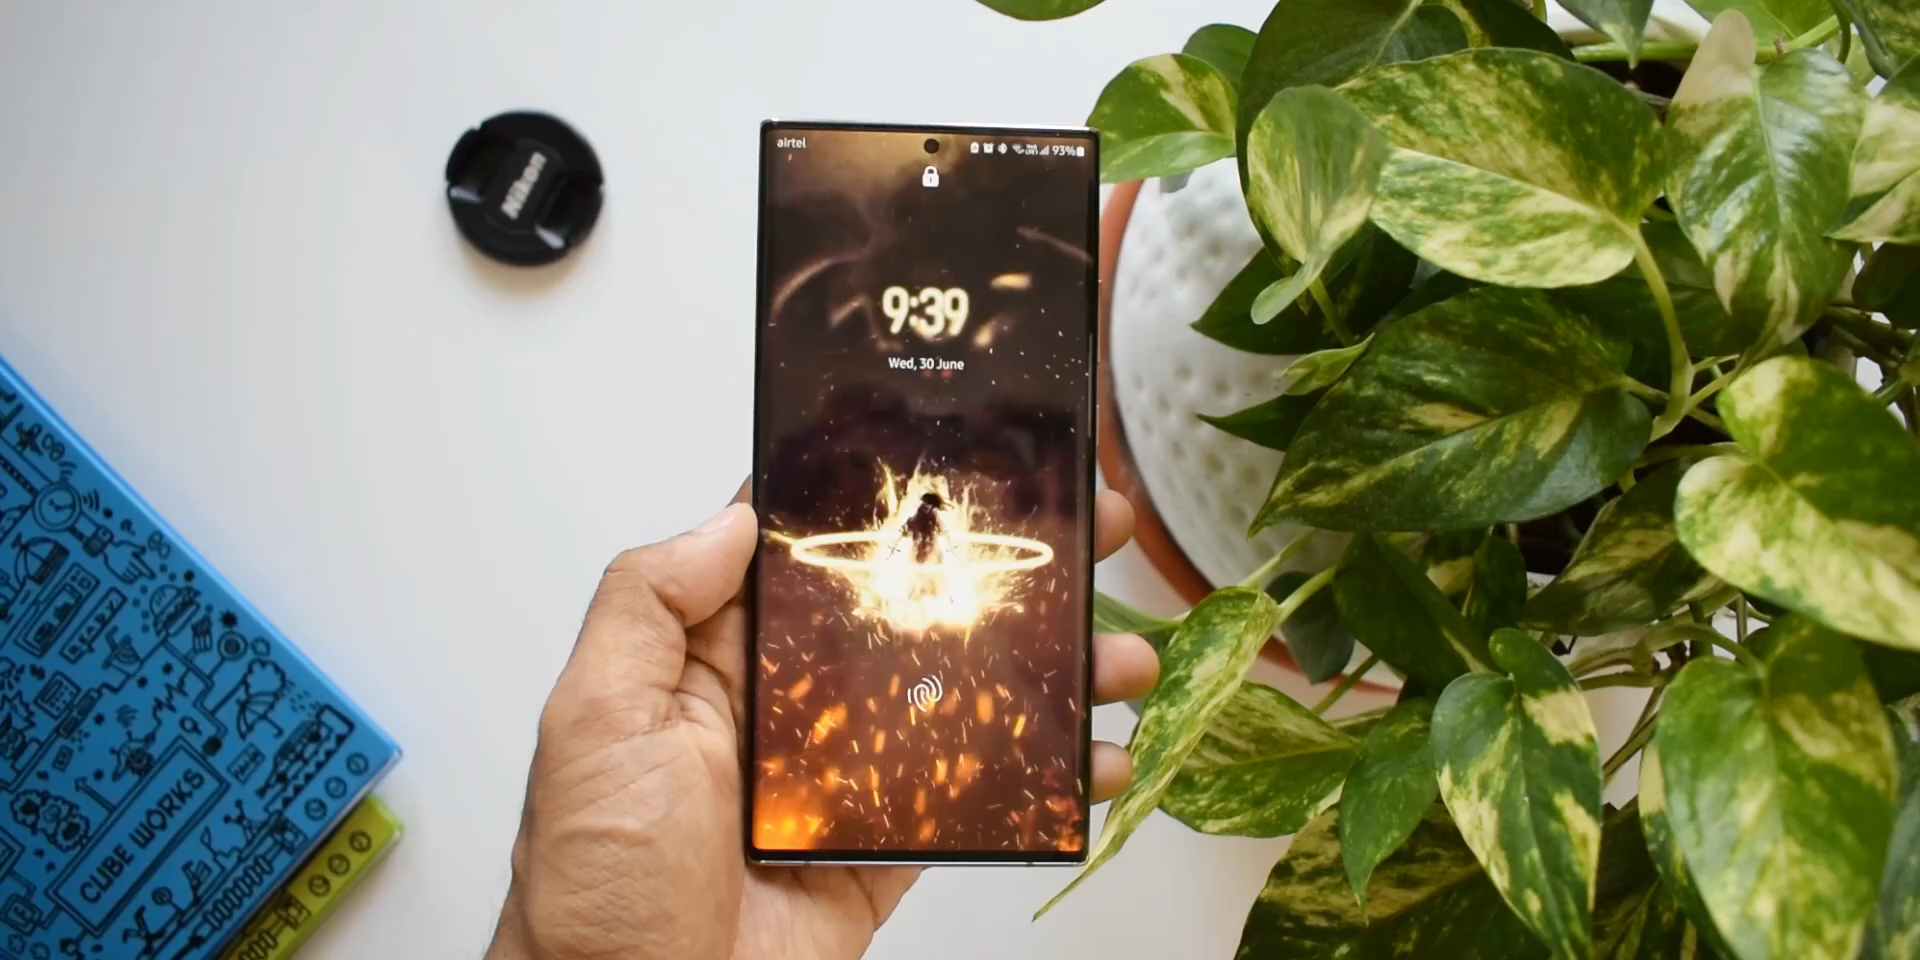 airtel
93%
9:39
Wed, 30 June
Nikon
CUBE WORKS